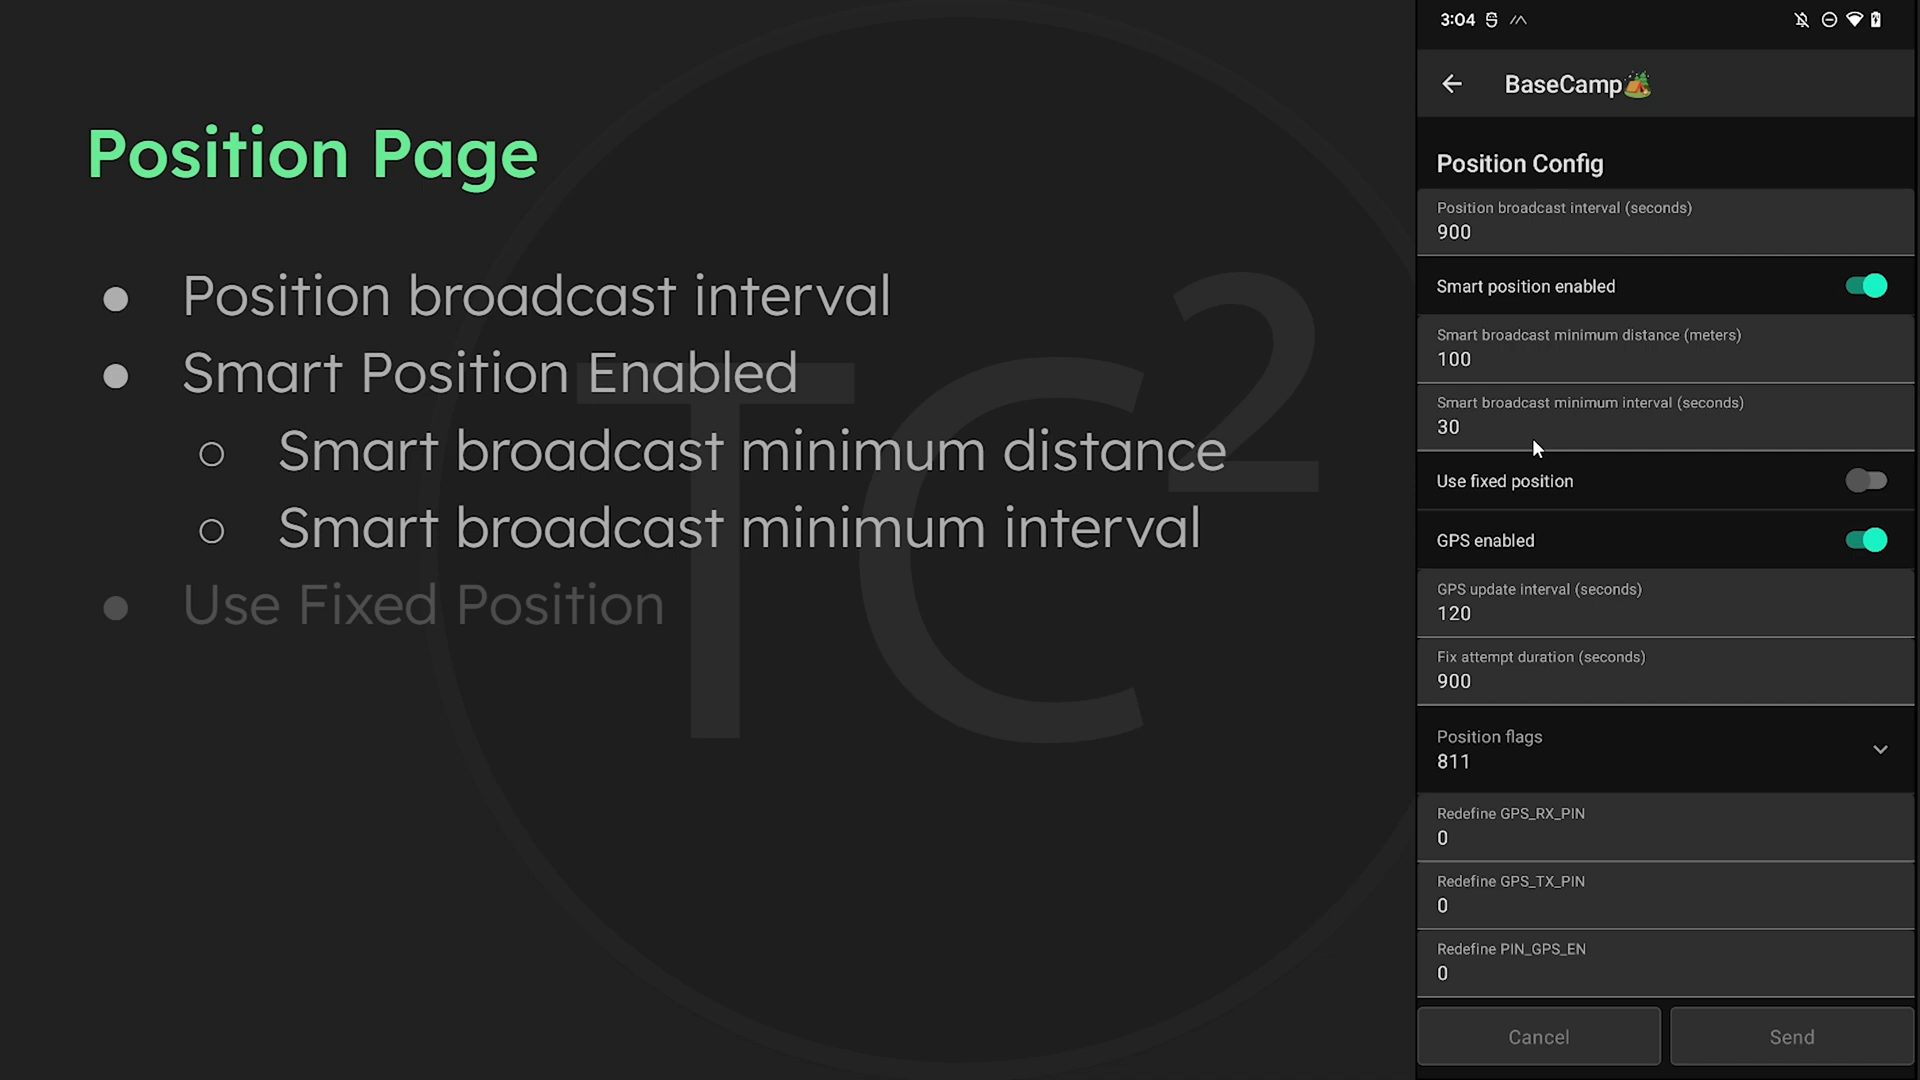 Position Page
● Position broadcast interval
● Smart Position Enabled
○ Smart broadcast minimum distance
○ Smart broadcast minimum interval
● Use Fixed Position
TC²
3:04
BaseCamp🏕️
Position Config
Position broadcast interval (seconds)
900
Smart position enabled
Smart broadcast minimum distance (meters)
100
Smart broadcast minimum interval (seconds)
30
Use fixed position
GPS enabled
GPS update interval (seconds)
120
Fix attempt duration (seconds)
900
Position flags
811
Redefine GPS_RX_PIN
0
Redefine GPS_TX_PIN
0
Redefine PIN_GPS_EN
0
Cancel
Send